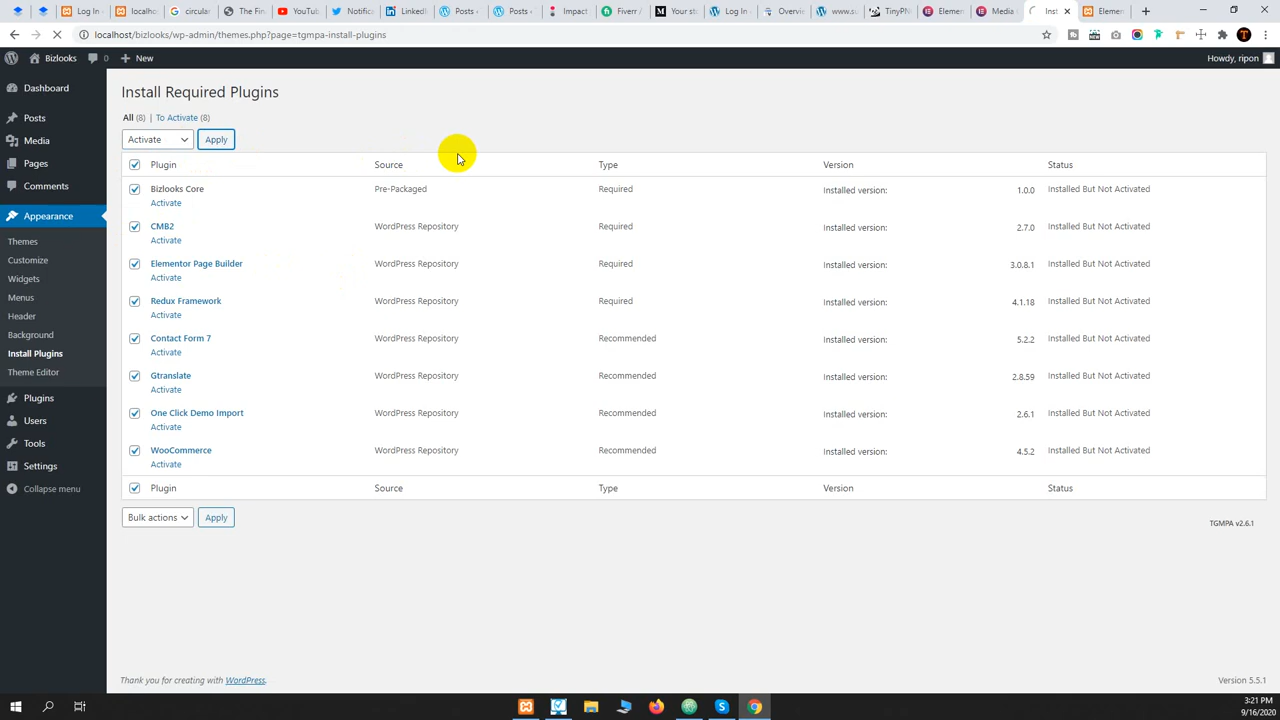 Log In
localho
circular
The Fin
YouTub
Notifica
LinkedI
Posts
Posts
Impact
Fiverr /
Your st
Log In
Overvi
www.su
TinyPN
Elemen
Media
Inst
Elemen
localhost/bizlooks/wp-admin/themes.php?page=tgmpa-install-plugins
Bizlooks 0 New
Howdy, ripon
Dashboard
Posts
Media
Pages
Comments
Appearance
Themes
Customize
Widgets
Menus
Header
Background
Install Plugins
Theme Editor
Plugins
Users
Tools
Settings
Collapse menu
Install Required Plugins
All (8) | To Activate (8)
Activate Apply
Plugin Source Type Version Status
Bizlooks Core Pre-Packaged Required Installed version: 1.0.0 Installed But Not Activated
Activate
CMB2 WordPress Repository Required Installed version: 2.7.0 Installed But Not Activated
Activate
Elementor Page Builder WordPress Repository Required Installed version: 3.0.8.1 Installed But Not Activated
Activate
Redux Framework WordPress Repository Required Installed version: 4.1.18 Installed But Not Activated
Activate
Contact Form 7 WordPress Repository Recommended Installed version: 5.2.2 Installed But Not Activated
Activate
Gtranslate WordPress Repository Recommended Installed version: 2.8.59 Installed But Not Activated
Activate
One Click Demo Import WordPress Repository Recommended Installed version: 2.6.1 Installed But Not Activated
Activate
WooCommerce WordPress Repository Recommended Installed version: 4.5.2 Installed But Not Activated
Activate
Plugin Source Type Version Status
Bulk actions Apply
TGMPA v2.6.1
Thank you for creating with WordPress.
Version 5.5.1
3:21 PM
9/16/2020